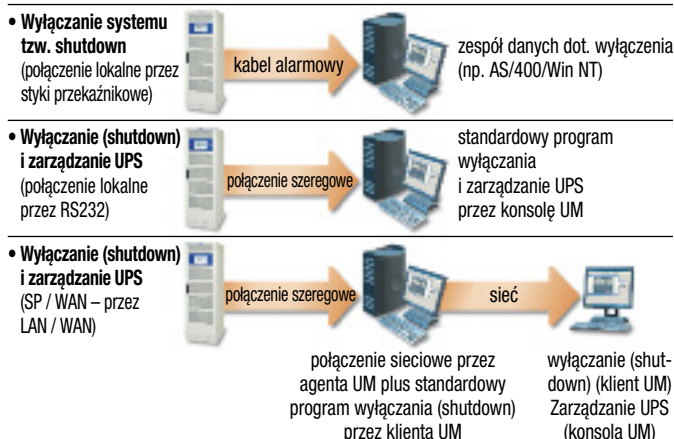 • Wyłączanie systemu
tzw. shutdown
(połączenie lokalne przez
styki przekaźnikowe)
kabel alarmowy
zespół danych dot. wyłączenia
(np. AS/400/Win NT)
• Wyłączanie (shutdown)
i zarządzanie UPS
(połączenie lokalne
przez RS232)
połączenie szeregowe
standardowy program
wyłączania
i zarządzanie UPS
przez konsolę UM
• Wyłączanie (shutdown)
i zarządzanie UPS
(SP / WAN – przez
LAN / WAN)
połączenie szeregowe
sieć
połączenie sieciowe przez
agenta UM plus standardowy
program wyłączania (shutdown)
przez klienta UM
wyłączanie (shut-
down) (klient UM)
Zarządzanie UPS
(konsola UM)